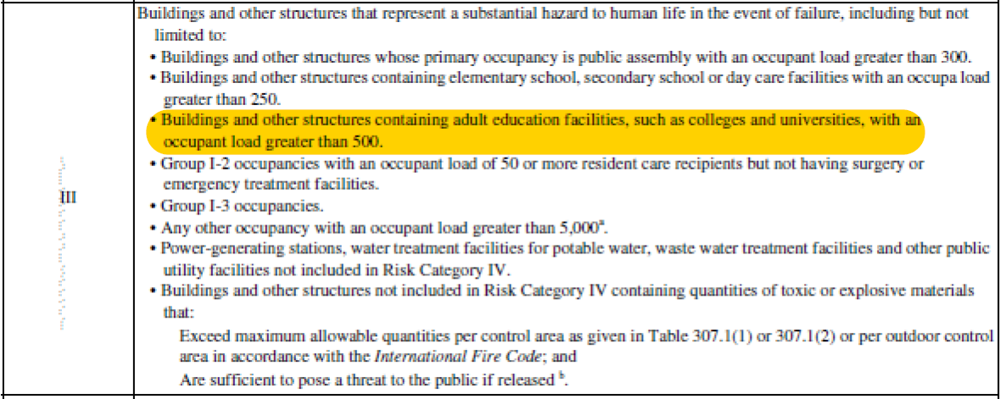 Buildings and other structures that represent a substantial hazard to human life in the event of failure, including but not
limited to:
• Buildings and other structures whose primary occupancy is public assembly with an occupant load greater than 300.
• Buildings and other structures containing elementary school, secondary school or day care facilities with an occupa load
greater than 250.
• Buildings and other structures containing adult education facilities, such as colleges and universities, with an
occupant load greater than 500.
• Group I-2 occupancies with an occupant load of 50 or more resident care recipients but not having surgery or
emergency treatment facilities.
III
• Group I-3 occupancies.
• Any other occupancy with an occupant load greater than 5,000ª.
• Power-generating stations, water treatment facilities for potable water, waste water treatment facilities and other public
utility facilities not included in Risk Category IV.
• Buildings and other structures not included in Risk Category IV containing quantities of toxic or explosive materials
that:
Exceed maximum allowable quantities per control area as given in Table 307.1(1) or 307.1(2) or per outdoor control
area in accordance with the International Fire Code; and
Are sufficient to pose a threat to the public if released ᵇ.